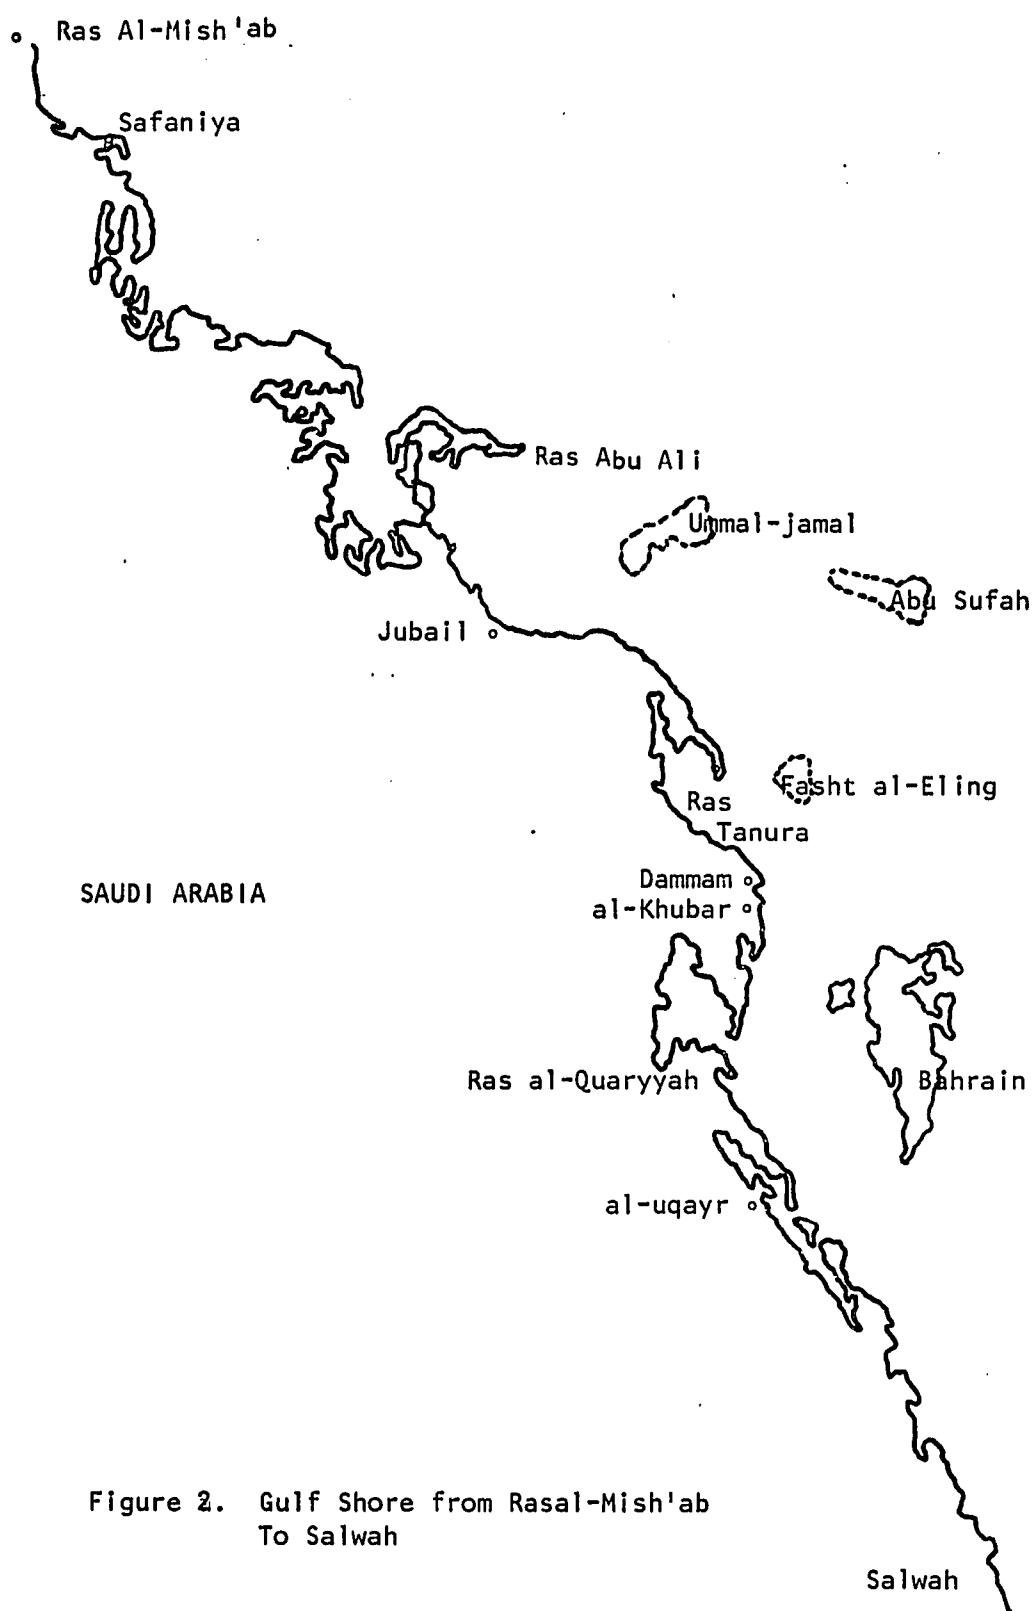 Ras Al-Mish'ab
Safaniya
Ras Abu Ali
Ummal-jamal
Abu Sufah
Jubail
Fasht al-Eling
Ras
Tanura
Dammam
SAUDI ARABIA
al-Khubar
Ras al-Quaryyah
Bahrain
al-uqayr
Figure 2. Gulf Shore from Rasal-Mish'ab
To Salwah
Salwah